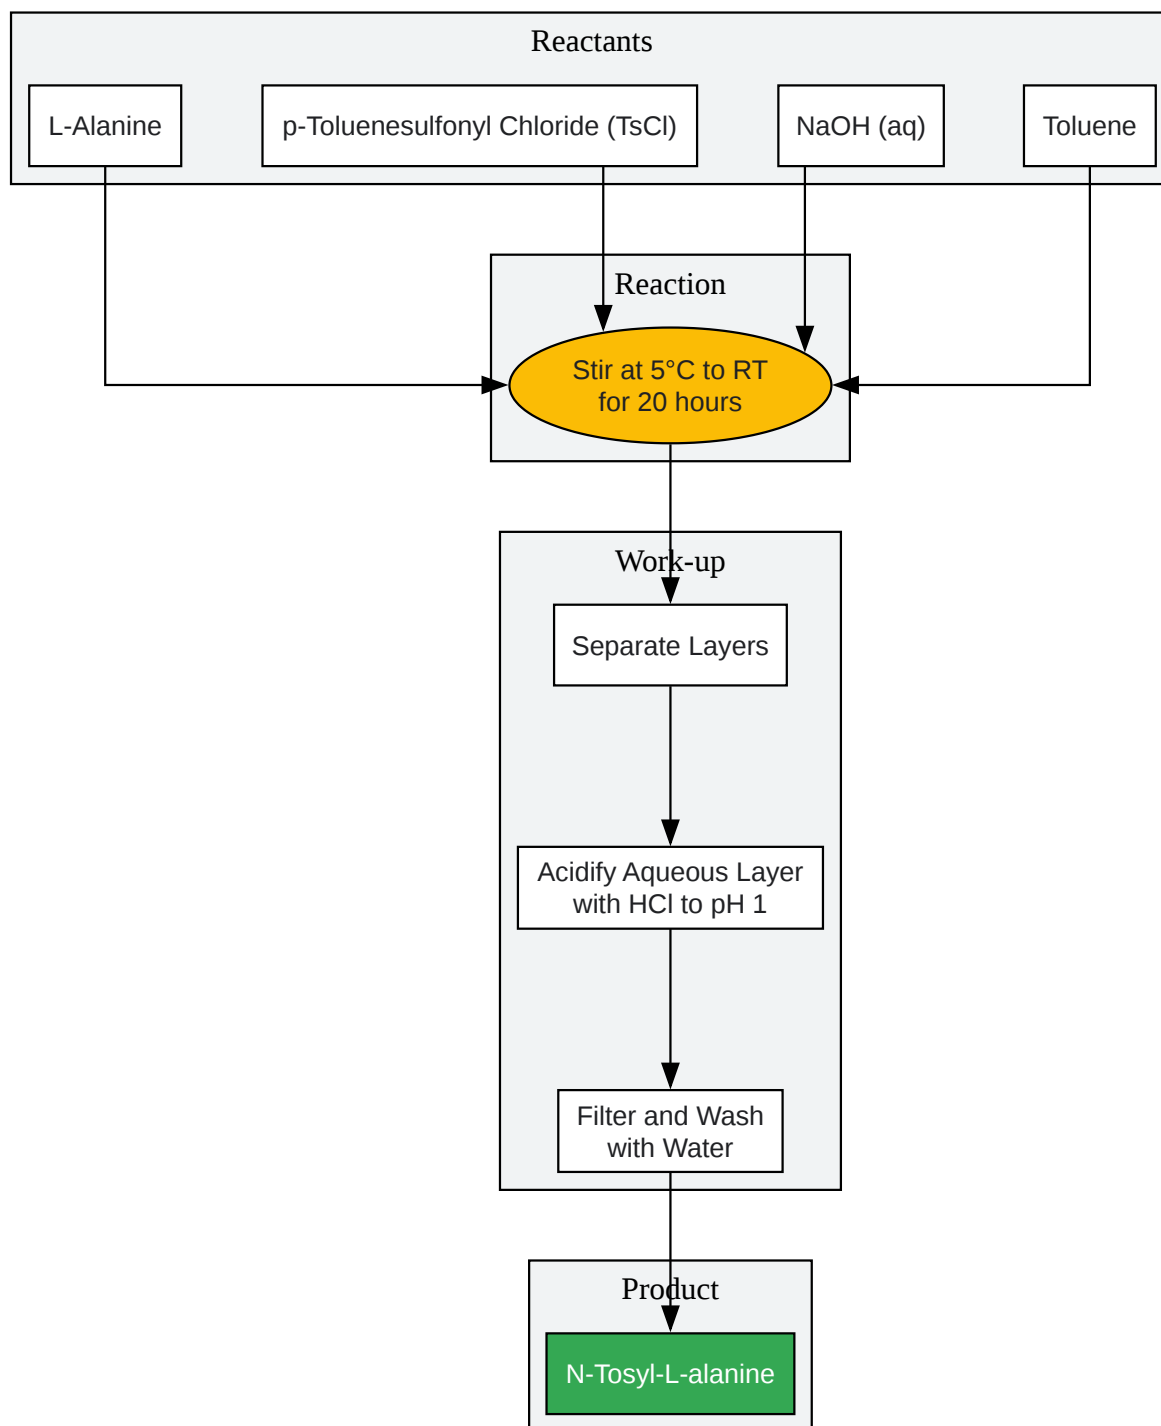 Reactants
L-Alanine
p-Toluenesulfonyl Chloride (TsCl)
NaOH (aq)
Toluene
Reaction
Stir at 5°C to RT
for 20 hours
Work-up
Separate Layers
Acidify Aqueous Layer
with HCl to pH 1
Filter and Wash
with Water
Product
N-Tosyl-L-alanine